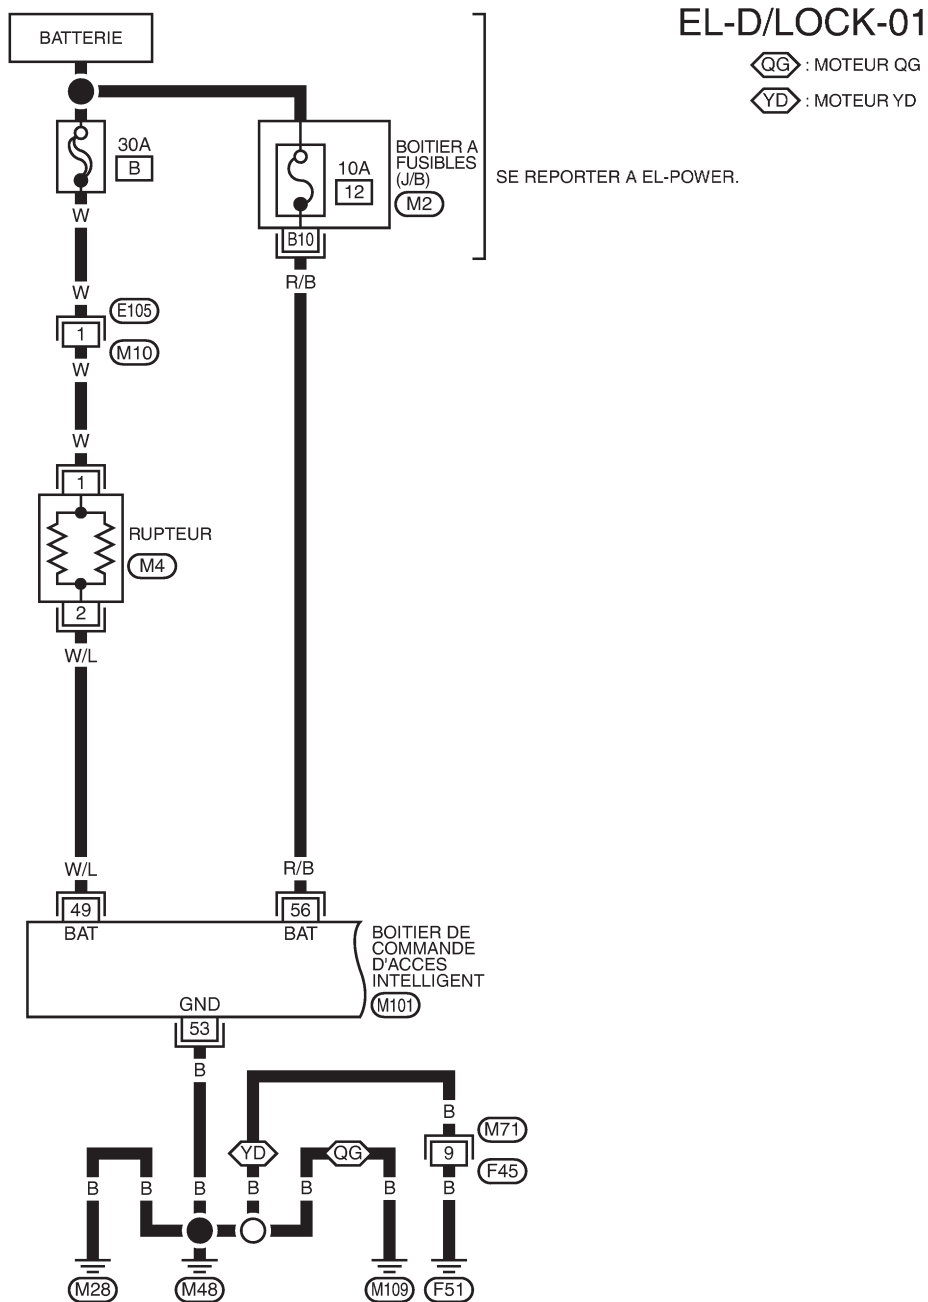 EL-D/LOCK-01
QG : MOTEUR QG
YD : MOTEUR YD
BATTERIE
30A
B
10A
12
BOITIER A
FUSIBLES
(J/B)
M2
SE REPORTER A EL-POWER.
W
B10
R/B
W
E105
1
M10
W
W
1
RUPTEUR
M4
2
W/L
W/L
R/B
49
56
BAT
BAT
BOITIER DE
COMMANDE
D'ACCES
INTELLIGENT
M101
GND
53
B
B
M71
YD
QG
9
F45
B
B
B
B
B
B
B
M28
M48
M109
F51